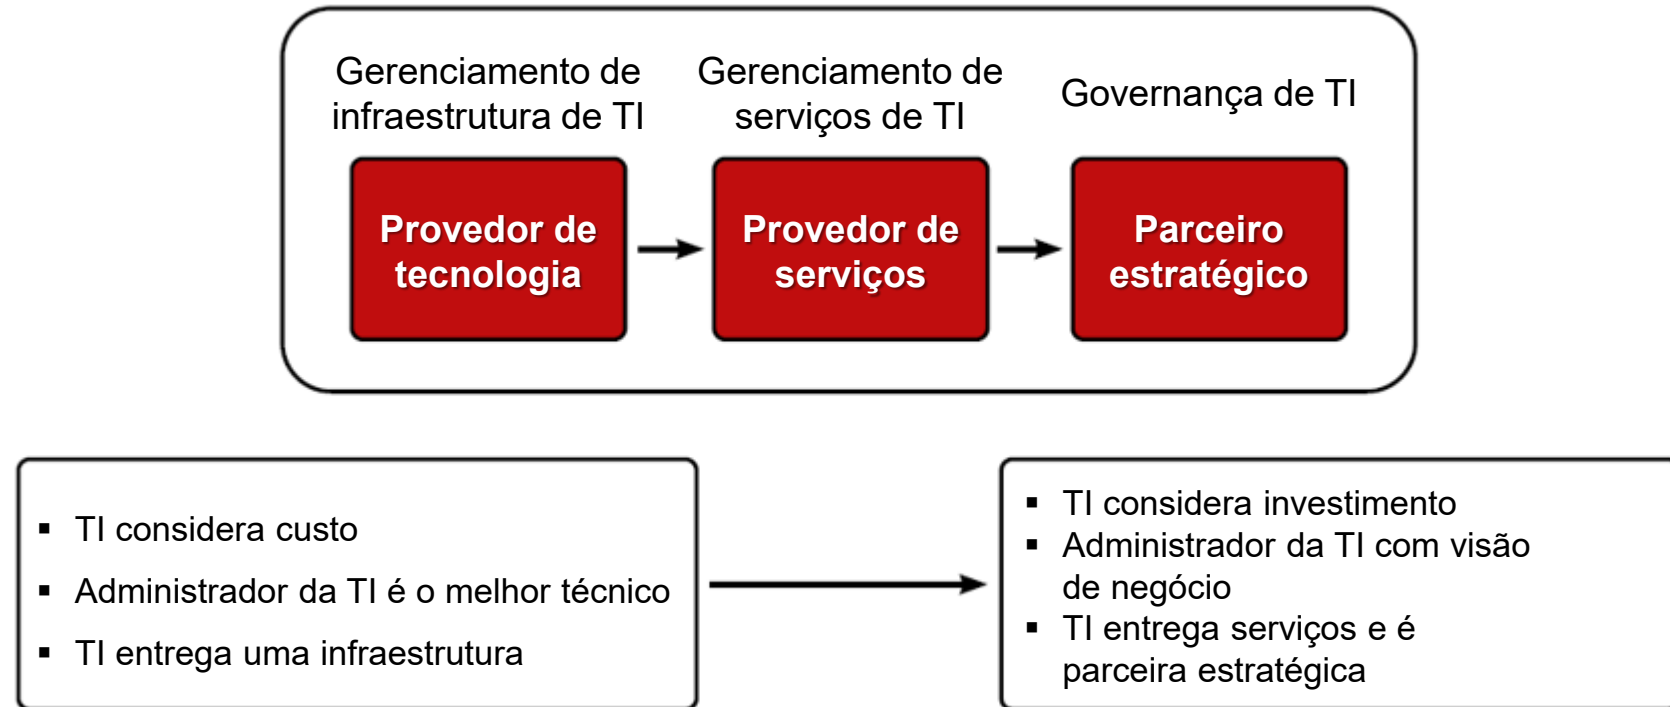 Gerenciamento de
infraestrutura de TI
Gerenciamento de
serviços de TI
Governança de TI
Provedor de
tecnologia
Provedor de
serviços
Parceiro
estratégico
▪ TI considera custo
▪ Administrador da TI é o melhor técnico
▪ TI entrega uma infraestrutura
▪ TI considera investimento
▪ Administrador da TI com visão
de negócio
▪ TI entrega serviços e é
parceira estratégica